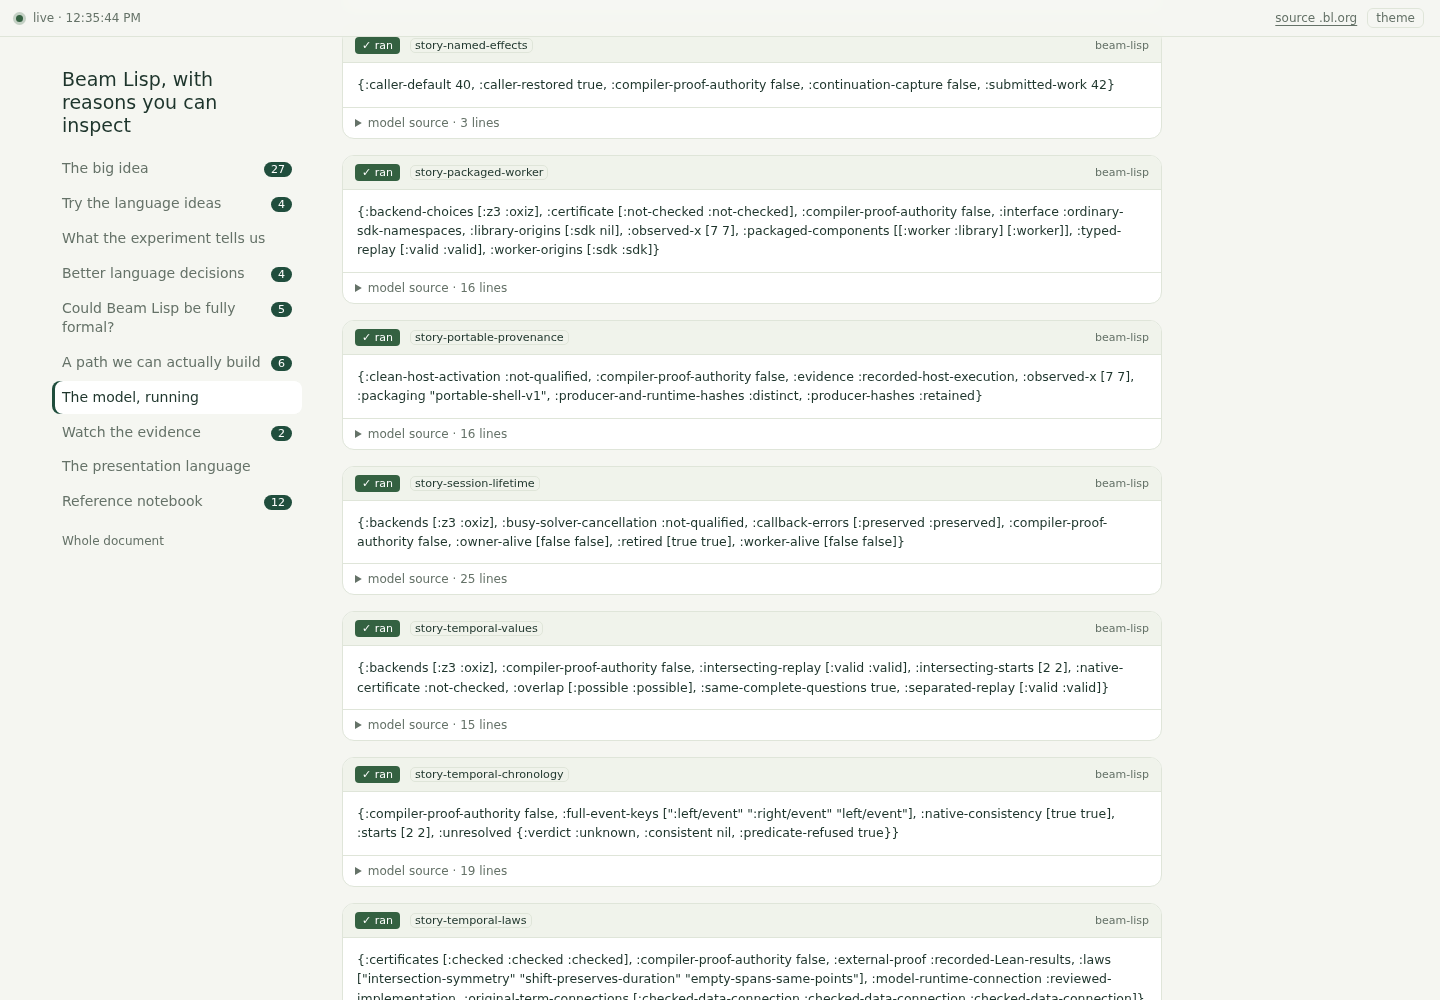 live · 12:35:44 PM
source .bl.org
theme
Beam Lisp, with
reasons you can
inspect
The big idea
27
Try the language ideas
4
What the experiment tells us
Better language decisions
4
Could Beam Lisp be fully
formal?
5
A path we can actually build
6
The model, running
Watch the evidence
2
The presentation language
Reference notebook
12
Whole document
✓ ran
story-named-effects
beam-lisp
{:caller-default 40, :caller-restored true, :compiler-proof-authority false, :continuation-capture false, :submitted-work 42}
▶ model source · 3 lines
✓ ran
story-packaged-worker
beam-lisp
{:backend-choices [:z3 :oxiz], :certificate [:not-checked :not-checked], :compiler-proof-authority false, :interface :ordinary-
sdk-namespaces, :library-origins [:sdk nil], :observed-x [7 7], :packaged-components [[:worker :library] [:worker]], :typed-
replay [:valid :valid], :worker-origins [:sdk :sdk]}
▶ model source · 16 lines
✓ ran
story-portable-provenance
beam-lisp
{:clean-host-activation :not-qualified, :compiler-proof-authority false, :evidence :recorded-host-execution, :observed-x [7 7],
:packaging "portable-shell-v1", :producer-and-runtime-hashes :distinct, :producer-hashes :retained}
▶ model source · 16 lines
✓ ran
story-session-lifetime
beam-lisp
{:backends [:z3 :oxiz], :busy-solver-cancellation :not-qualified, :callback-errors [:preserved :preserved], :compiler-proof-
authority false, :owner-alive [false false], :retired [true true], :worker-alive [false false]}
▶ model source · 25 lines
✓ ran
story-temporal-values
beam-lisp
{:backends [:z3 :oxiz], :compiler-proof-authority false, :intersecting-replay [:valid :valid], :intersecting-starts [2 2], :native-
certificate :not-checked, :overlap [:possible :possible], :same-complete-questions true, :separated-replay [:valid :valid]}
▶ model source · 15 lines
✓ ran
story-temporal-chronology
beam-lisp
{:compiler-proof-authority false, :full-event-keys [":left/event" ":right/event" "left/event"], :native-consistency [true true],
:starts [2 2], :unresolved {:verdict :unknown, :consistent nil, :predicate-refused true}}
▶ model source · 19 lines
✓ ran
story-temporal-laws
beam-lisp
{:certificates [:checked :checked :checked], :compiler-proof-authority false, :external-proof :recorded-Lean-results, :laws
["intersection-symmetry" "shift-preserves-duration" "empty-spans-same-points"], :model-runtime-connection :reviewed-
implementation, :original-term-connections [:checked-data-connection :checked-data-connection :checked-data-connection]}